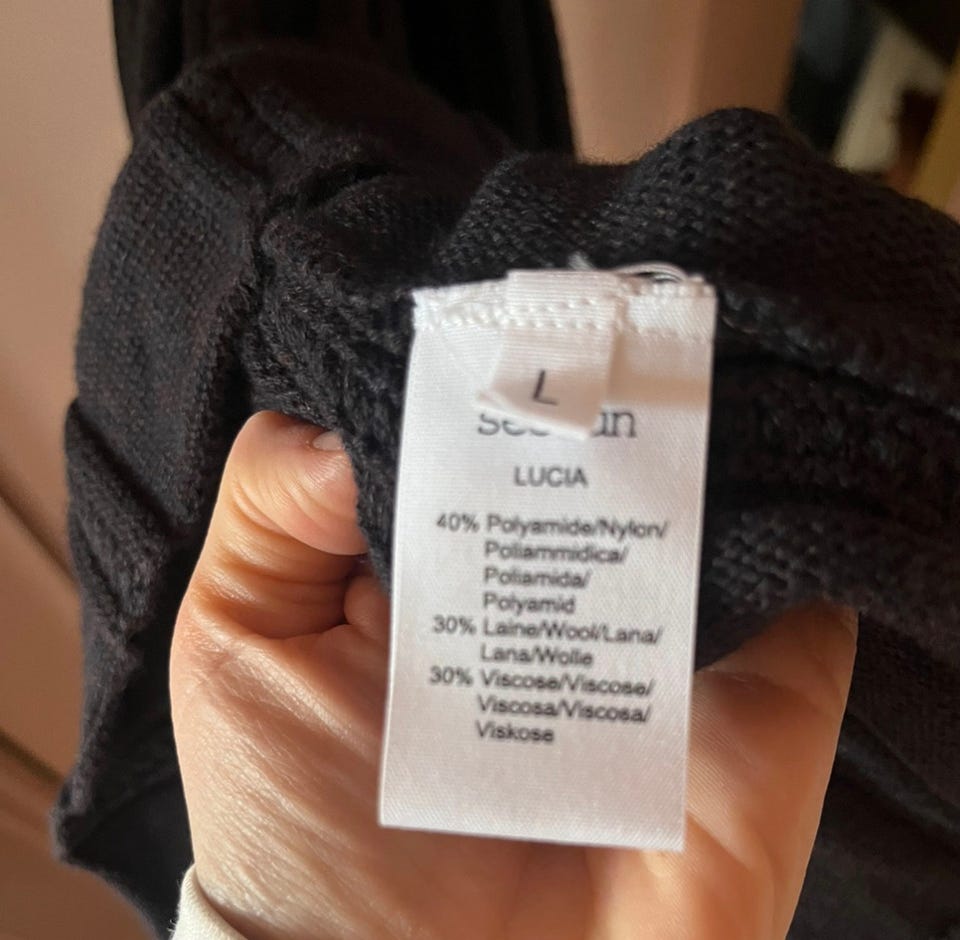 L
LUCIA
40% Polyamide/Nylon/
Poliammidica/
Poliamida/
Polyamid
30% Laine/Wool/Lana/
Lana/Wolle
30% Viscose/Viscose/
Viscosa/Viscosa/
Viskose